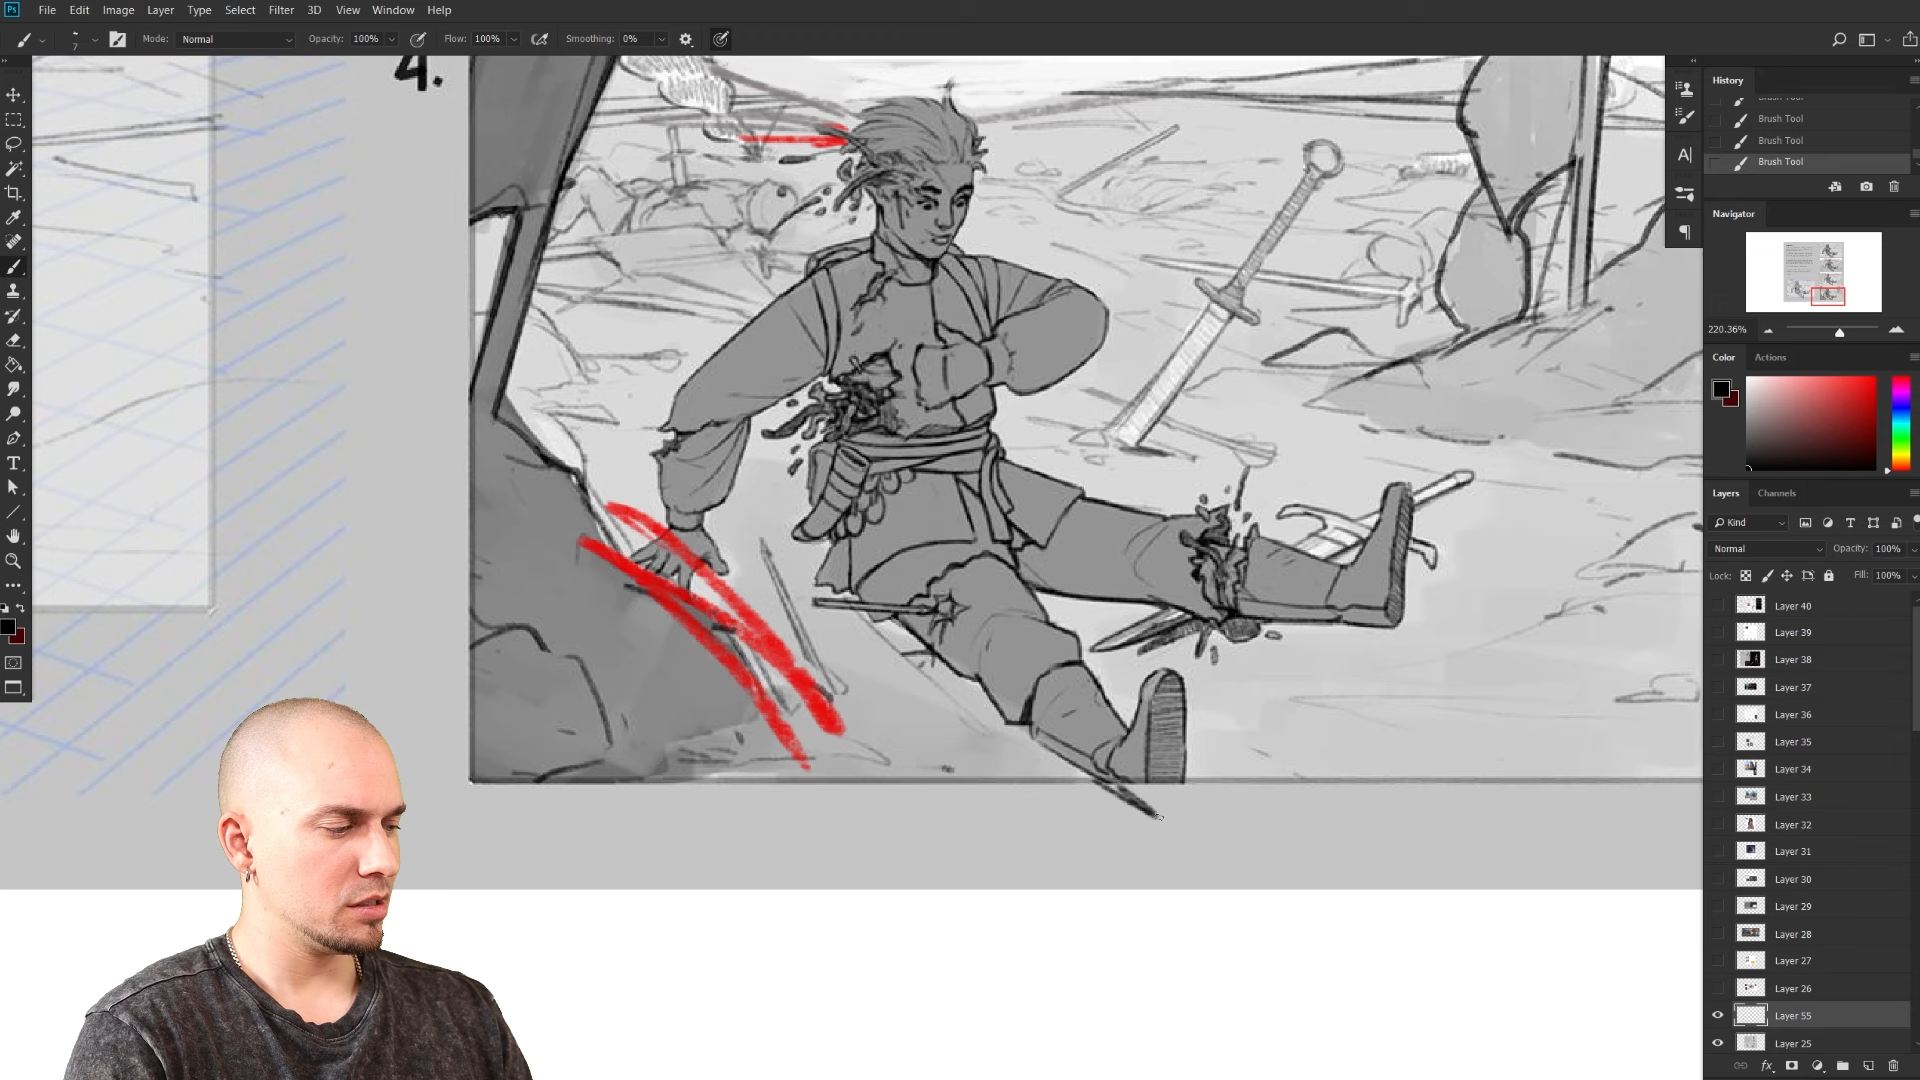 Ps File Edit Image Layer Type Select Filter 3D View Window Help
7 Mode: Normal Opacity: 100% Flow: 100% Smoothing: 0%
4.
History
Brush Tool
Brush Tool
Brush Tool
Brush Tool
Navigator
220.36%
Color Actions
Layers Channels
Kind
Normal Opacity: 100%
Lock: Fill: 100%
Layer 40
Layer 39
Layer 38
Layer 37
Layer 36
Layer 35
Layer 34
Layer 33
Layer 32
Layer 31
Layer 30
Layer 29
Layer 28
Layer 27
Layer 26
Layer 55
Layer 25
fx